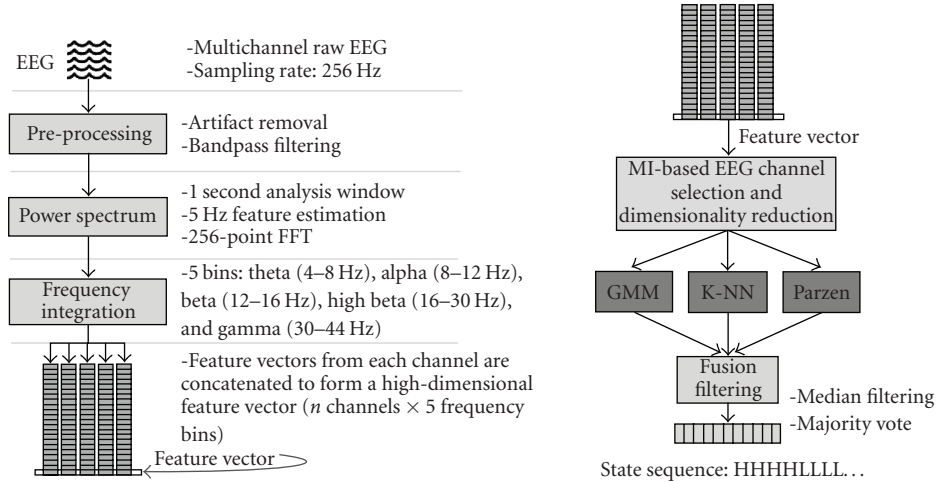 EEG
-Multichannel raw EEG
-Sampling rate: 256 Hz
Pre-processing
-Artifact removal
-Bandpass filtering
Power spectrum
-1 second analysis window
-5 Hz feature estimation
-256-point FFT
Frequency
integration
-5 bins: theta (4–8 Hz), alpha (8–12 Hz),
beta (12–16 Hz), high beta (16–30 Hz),
and gamma (30–44 Hz)
-Feature vectors from each channel are
concatenated to form a high-dimensional
feature vector (n channels × 5 frequency
bins)
Feature vector
Feature vector
MI-based EEG channel
selection and
dimensionality reduction
GMM
K-NN
Parzen
Fusion
filtering
-Median filtering
-Majority vote
State sequence: HHHHLLLL...